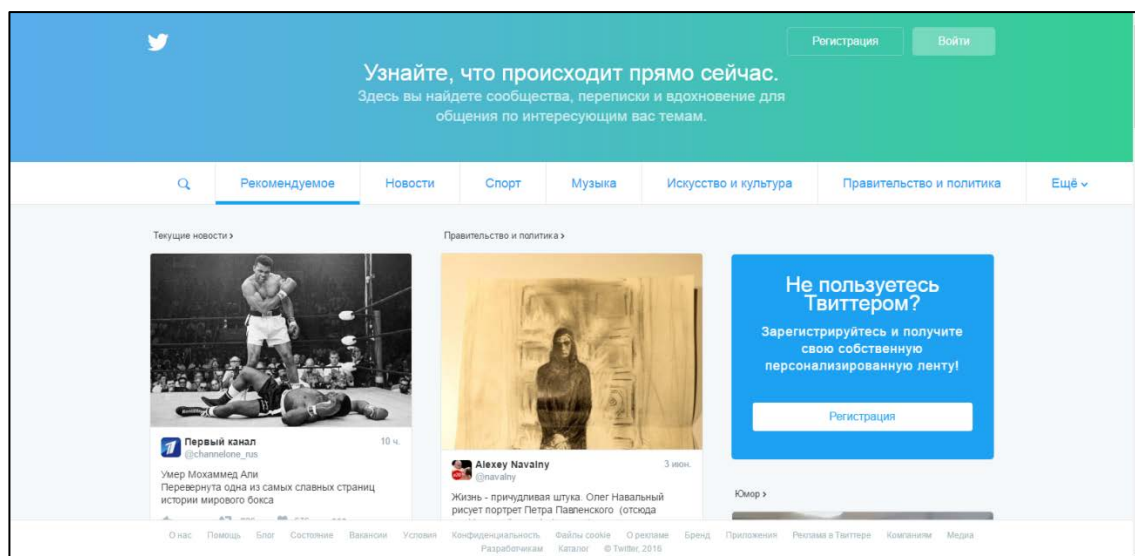 Регистрация
Войти
Узнайте, что происходит прямо сейчас.
Здесь вы найдете сообщества, переписки и вдохновение для
общения по интересующим вас темам.
Рекомендуемое
Новости
Спорт
Музыка
Искусство и культура
Правительство и политика
Ещё
Текущие новости
Правительство и политика
Первый канал
10 ч.
@channelone_rus
Умер Мохаммед Али
Перевернута одна из самых славных страниц
истории мирового бокса
Alexey Navalny
3 июн.
@navalny
Жизнь - причудливая штука. Олег Навальный
рисует портрет Петра Павленского (отсюда
Не пользуетесь
Твиттером?
Зарегистрируйтесь и получите
свою собственную
персонализированную ленту!
Регистрация
Юмор
О нас Помощь Блог Состояние Вакансии Условия Конфиденциальность Файлы cookie О рекламе Бренд Приложения Реклама в Твиттере Компаниям Медиа
Разработчикам Каталог © Twitter, 2016